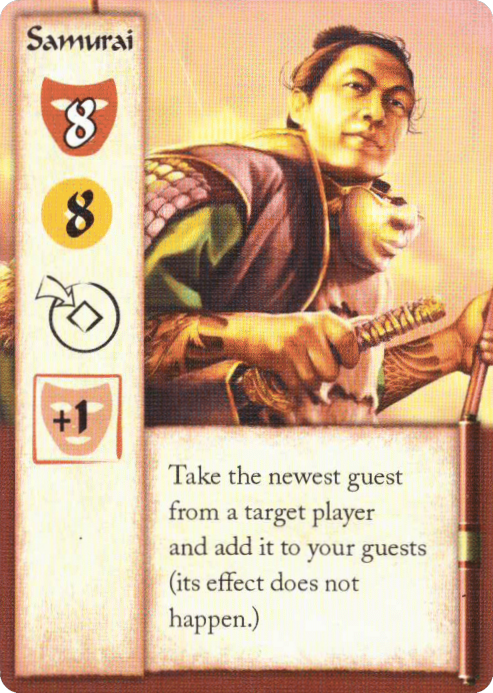 Samurai
8
8
+1
Take the newest guest
from a target player
and add it to your guests
(its effect does not
happen.)